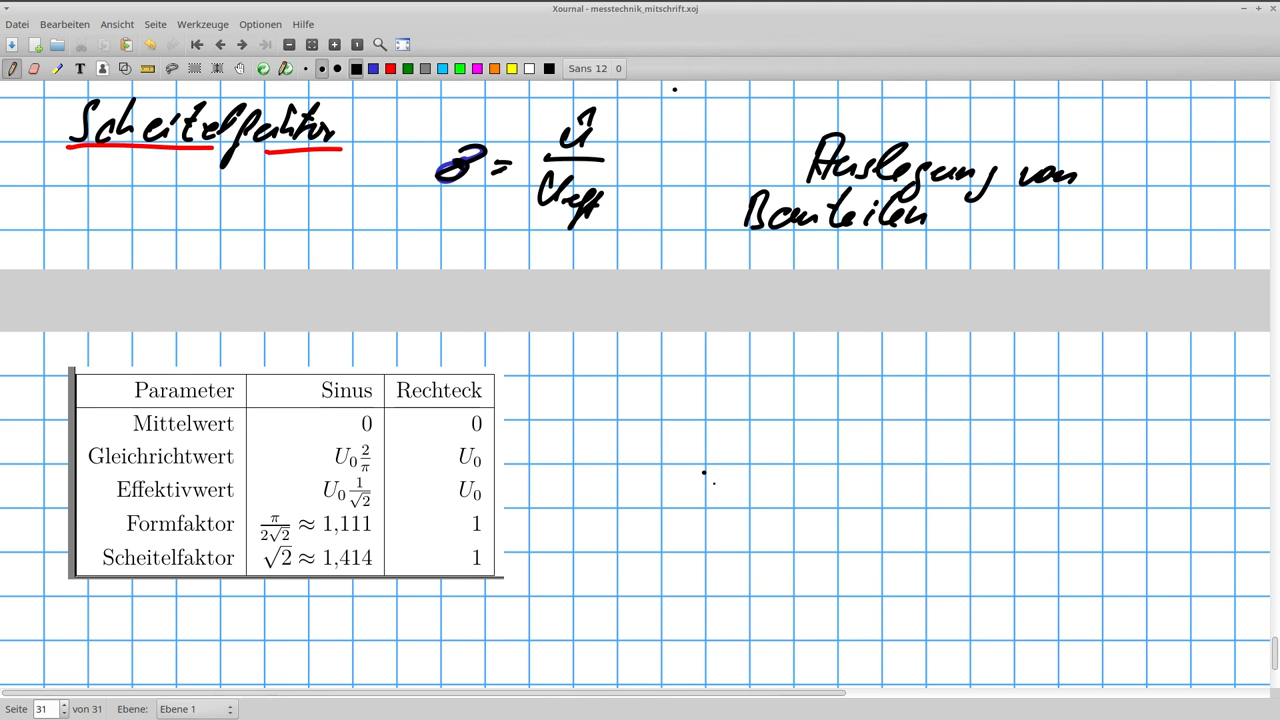 Xournal - messtechnik_mitschrift.xoj
Datei Bearbeiten Ansicht Seite Werkzeuge Optionen Hilfe
Sans 12 0
Scheitelfaktor
σ = û / U_eff
Auslegung von
Bauteilen
Parameter Sinus Rechteck
Mittelwert 0 0
Gleichrichtwert U₀ 2/π U₀
Effektivwert U₀ 1/√2 U₀
Formfaktor π/2√2 ≈ 1,111 1
Scheitelfaktor √2 ≈ 1,414 1
Seite 31 von 31 Ebene: Ebene 1